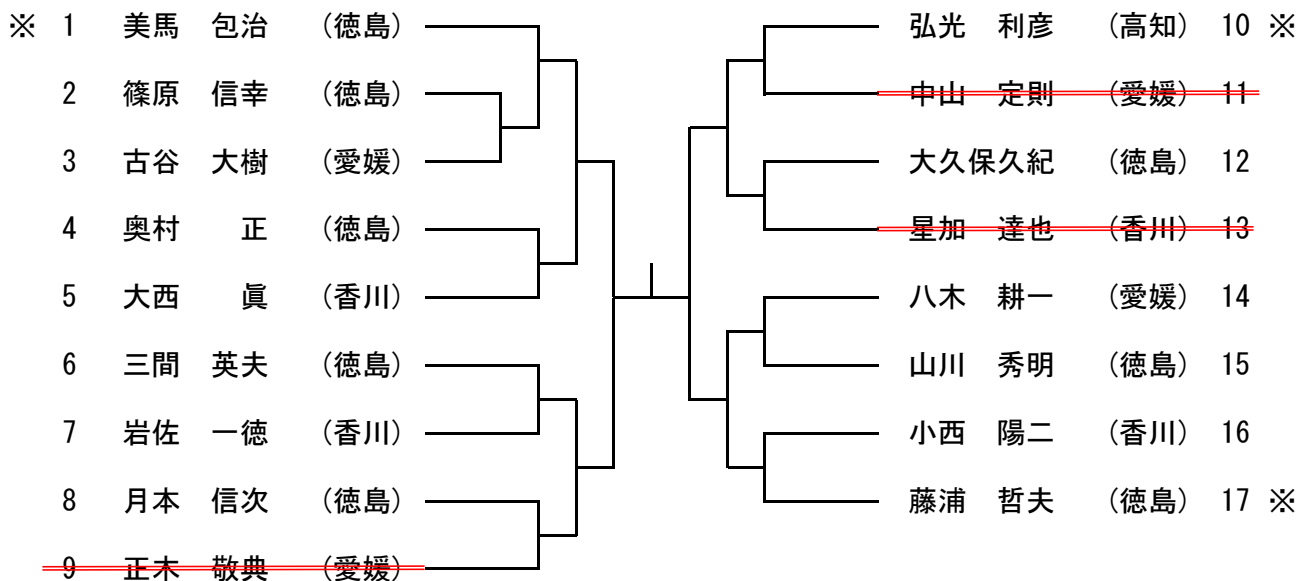 ※ 1 美馬 包治 (徳島)
2 篠原 信幸 (徳島)
3 古谷 大樹 (愛媛)
4 奥村 正 (徳島)
5 大西 眞 (香川)
6 三間 英夫 (徳島)
7 岩佐 一徳 (香川)
8 月本 信次 (徳島)
9 正木 敬典 (愛媛)
弘光 利彦 (高知) 10 ※
中山 定則 (愛媛) 11
大久保久紀 (徳島) 12
星加 達也 (香川) 13
八木 耕一 (愛媛) 14
山川 秀明 (徳島) 15
小西 陽二 (香川) 16
藤浦 哲夫 (徳島) 17 ※